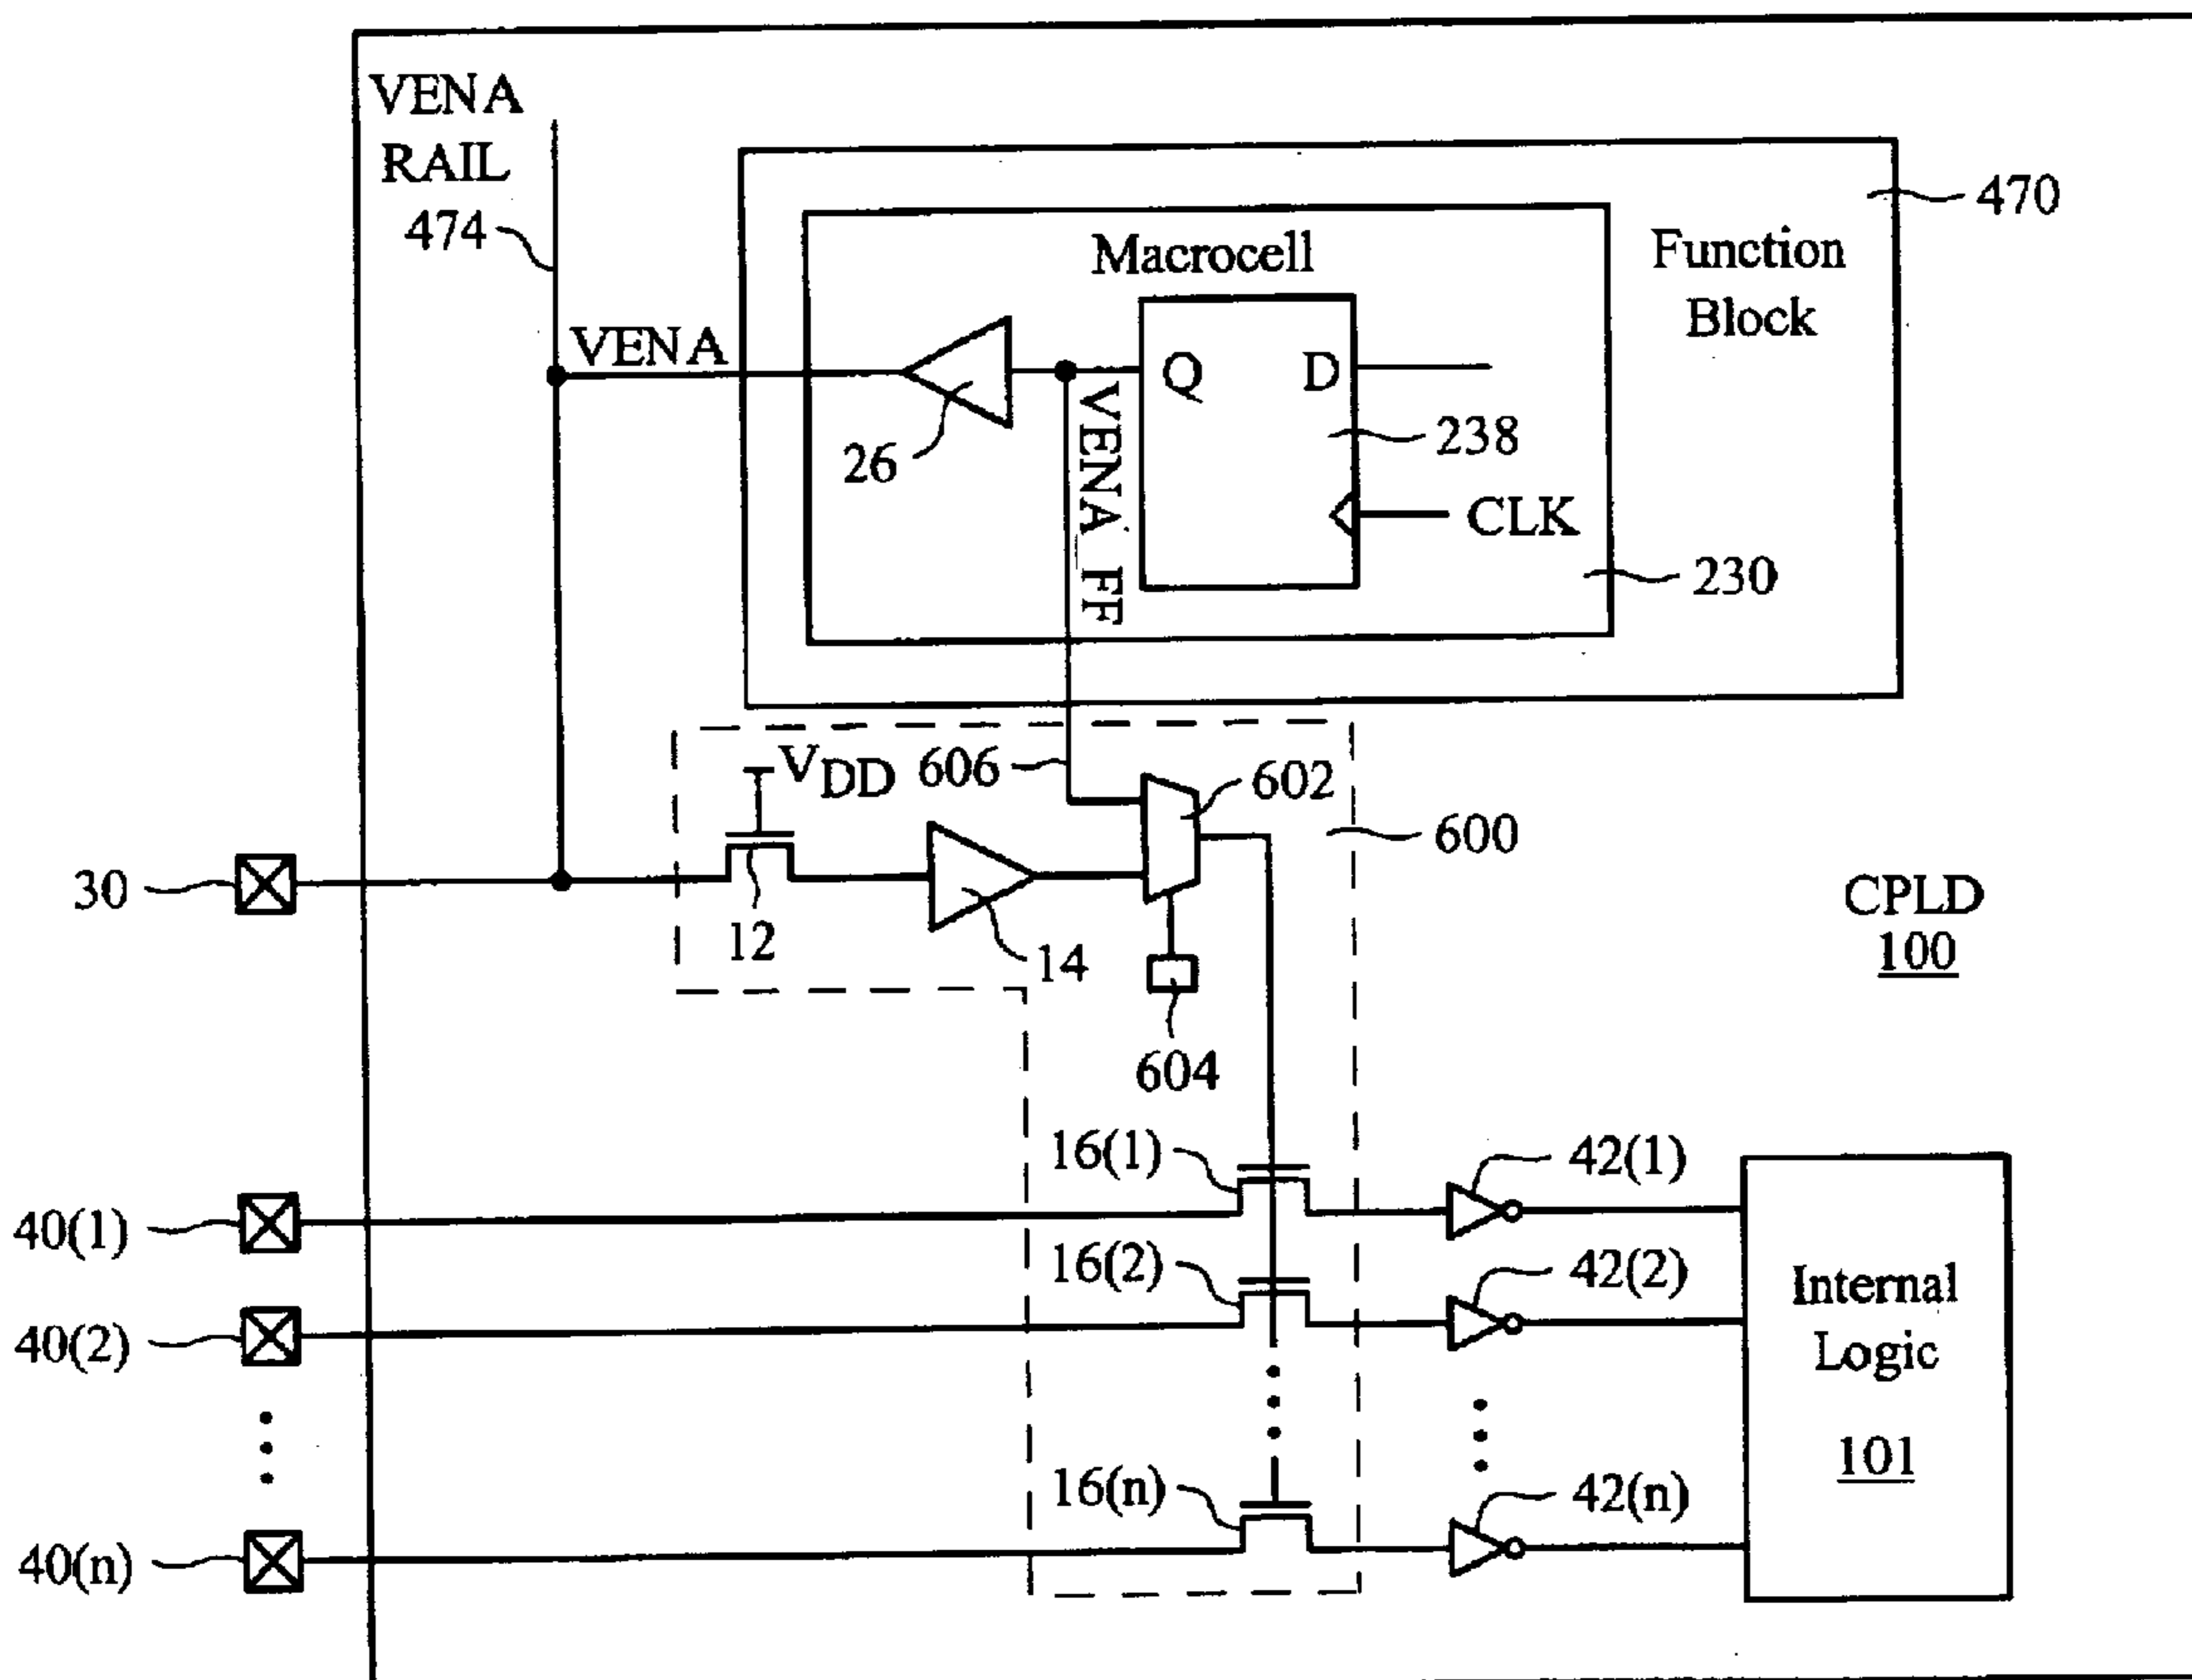 VENA
RAIL
474
VENA
Macrocell
Function
Block
470
Q
D
26
238
VENA_FF
CLK
230
VDD
606
602
600
30
12
14
604
CPLD
100
16(1)
42(1)
40(1)
16(2)
42(2)
40(2)
Internal
Logic
101
16(n)
42(n)
40(n)